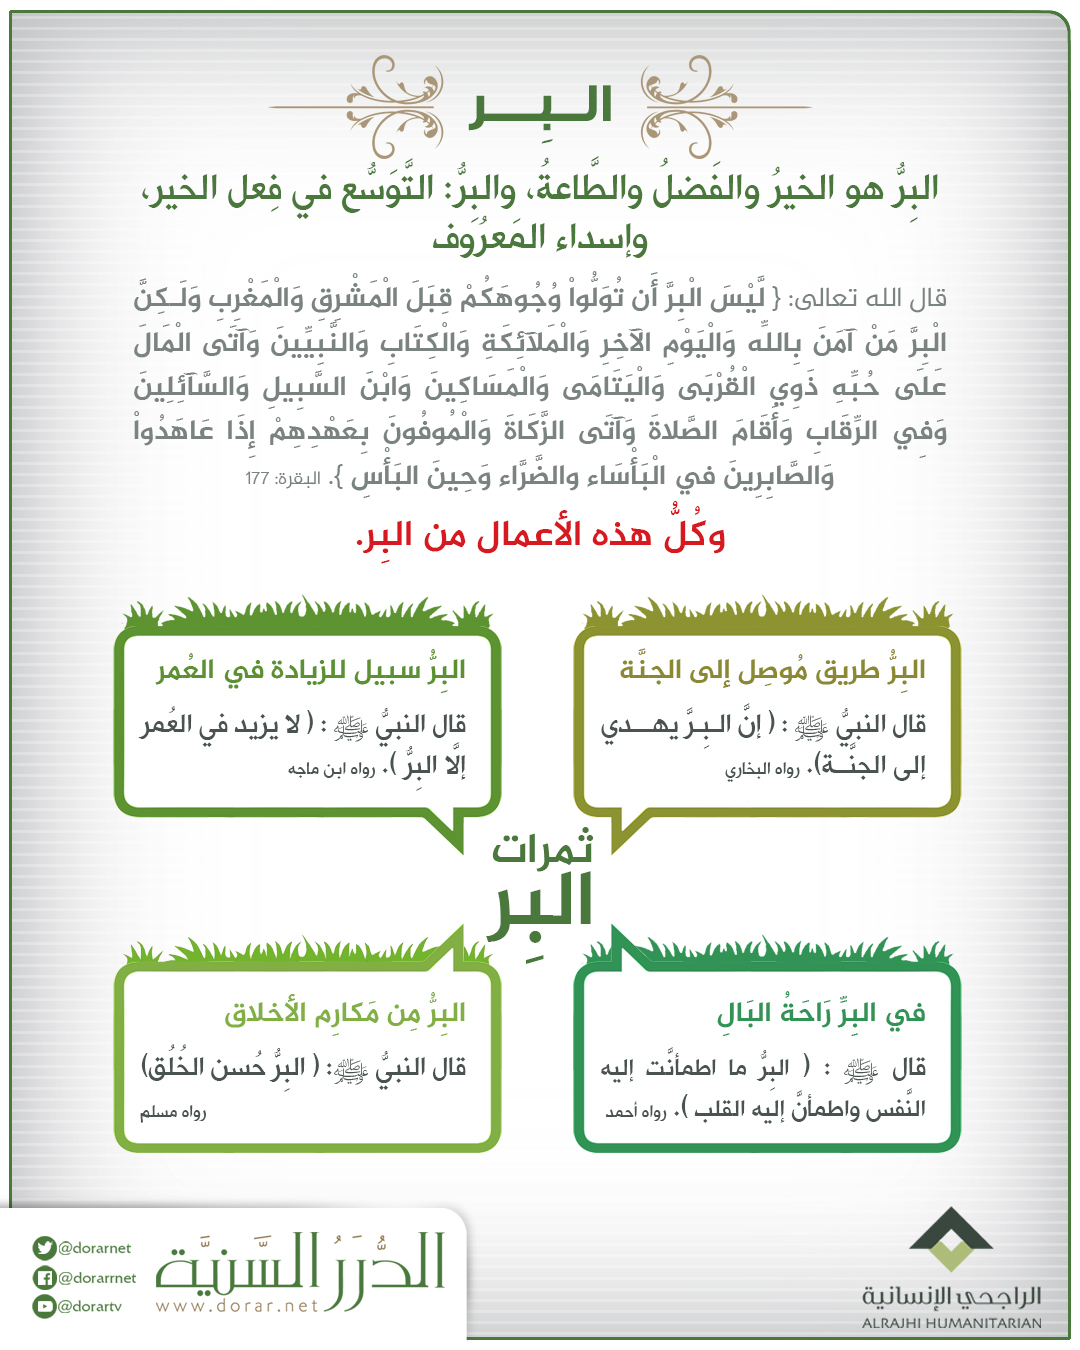 الـــبِـــــر
البِرُّ هو الخيرُ والفَضلُ والطَّاعةُ، والبِرُّ: التَّوَسُّع في فِعل الخير،
وإسداء المَعرُوَف
قال الله تعالى: { لَّيْسَ الْبِرَّ أَن تُوَلُّواْ وُجُوهَكُمْ قِبَلَ الْمَشْرِقِ وَالْمَغْرِبِ وَلَـكِنَّ
الْبِرَّ مَنْ آمَنَ بِاللّهِ وَالْيَوْمِ الآخِرِ وَالْمَلآئِكَةِ وَالْكِتَابِ وَالنَّبِيِّينَ وَآتَى الْمَالَ
عَلَى حُبِّهِ ذَوِي الْقُرْبَى وَالْيَتَامَى وَالْمَسَاكِينَ وَابْنَ السَّبِيلِ وَالسَّآئِلِينَ
وَفِي الرِّقَابِ وَأَقَامَ الصَّلاةَ وَآتَى الزَّكَاةَ وَالْمُوفُونَ بِعَهْدِهِمْ إِذَا عَاهَدُواْ
وَالصَّابِرِينَ في الْبَأْسَاء والضَّرَّاء وَحِينَ البَأْسِ }. البقرة: 177
وكُلُّ هذه الأعمال من البِر.
البِرُّ طريق مُوصِل إلى الجنَّة
قال النبيُّ ﷺ : ( إنَّ الـبِـرَّ يهـــدي
إلى الجنَّـــة). رواه البخاري
البِرُّ سبيل للزيادة في العُمر
قال النبيُّ ﷺ : ( لا يزيد في العُمر
إلَّا البِرُّ ). رواه ابن ماجه
ثمرات
البِر
في البِرِّ رَاحَةُ البَالِ
قال ﷺ : ( البِرُّ ما اطمأنَّت إليه
النَّفس واطمأنَّ إليه القلب ). رواه أحمد
البِرُّ مِن مَكارِم الأخلاق
قال النبيُّ ﷺ: ( البِرُّ حُسن الخُلُق)
رواه مسلم
الراجحي الإنسانية
ALRAJHI HUMANITARIAN
الدُّرَرُ السَّنِيَّة
www.dorar.net
@dorarnet
@dorarrnet
@dorartv